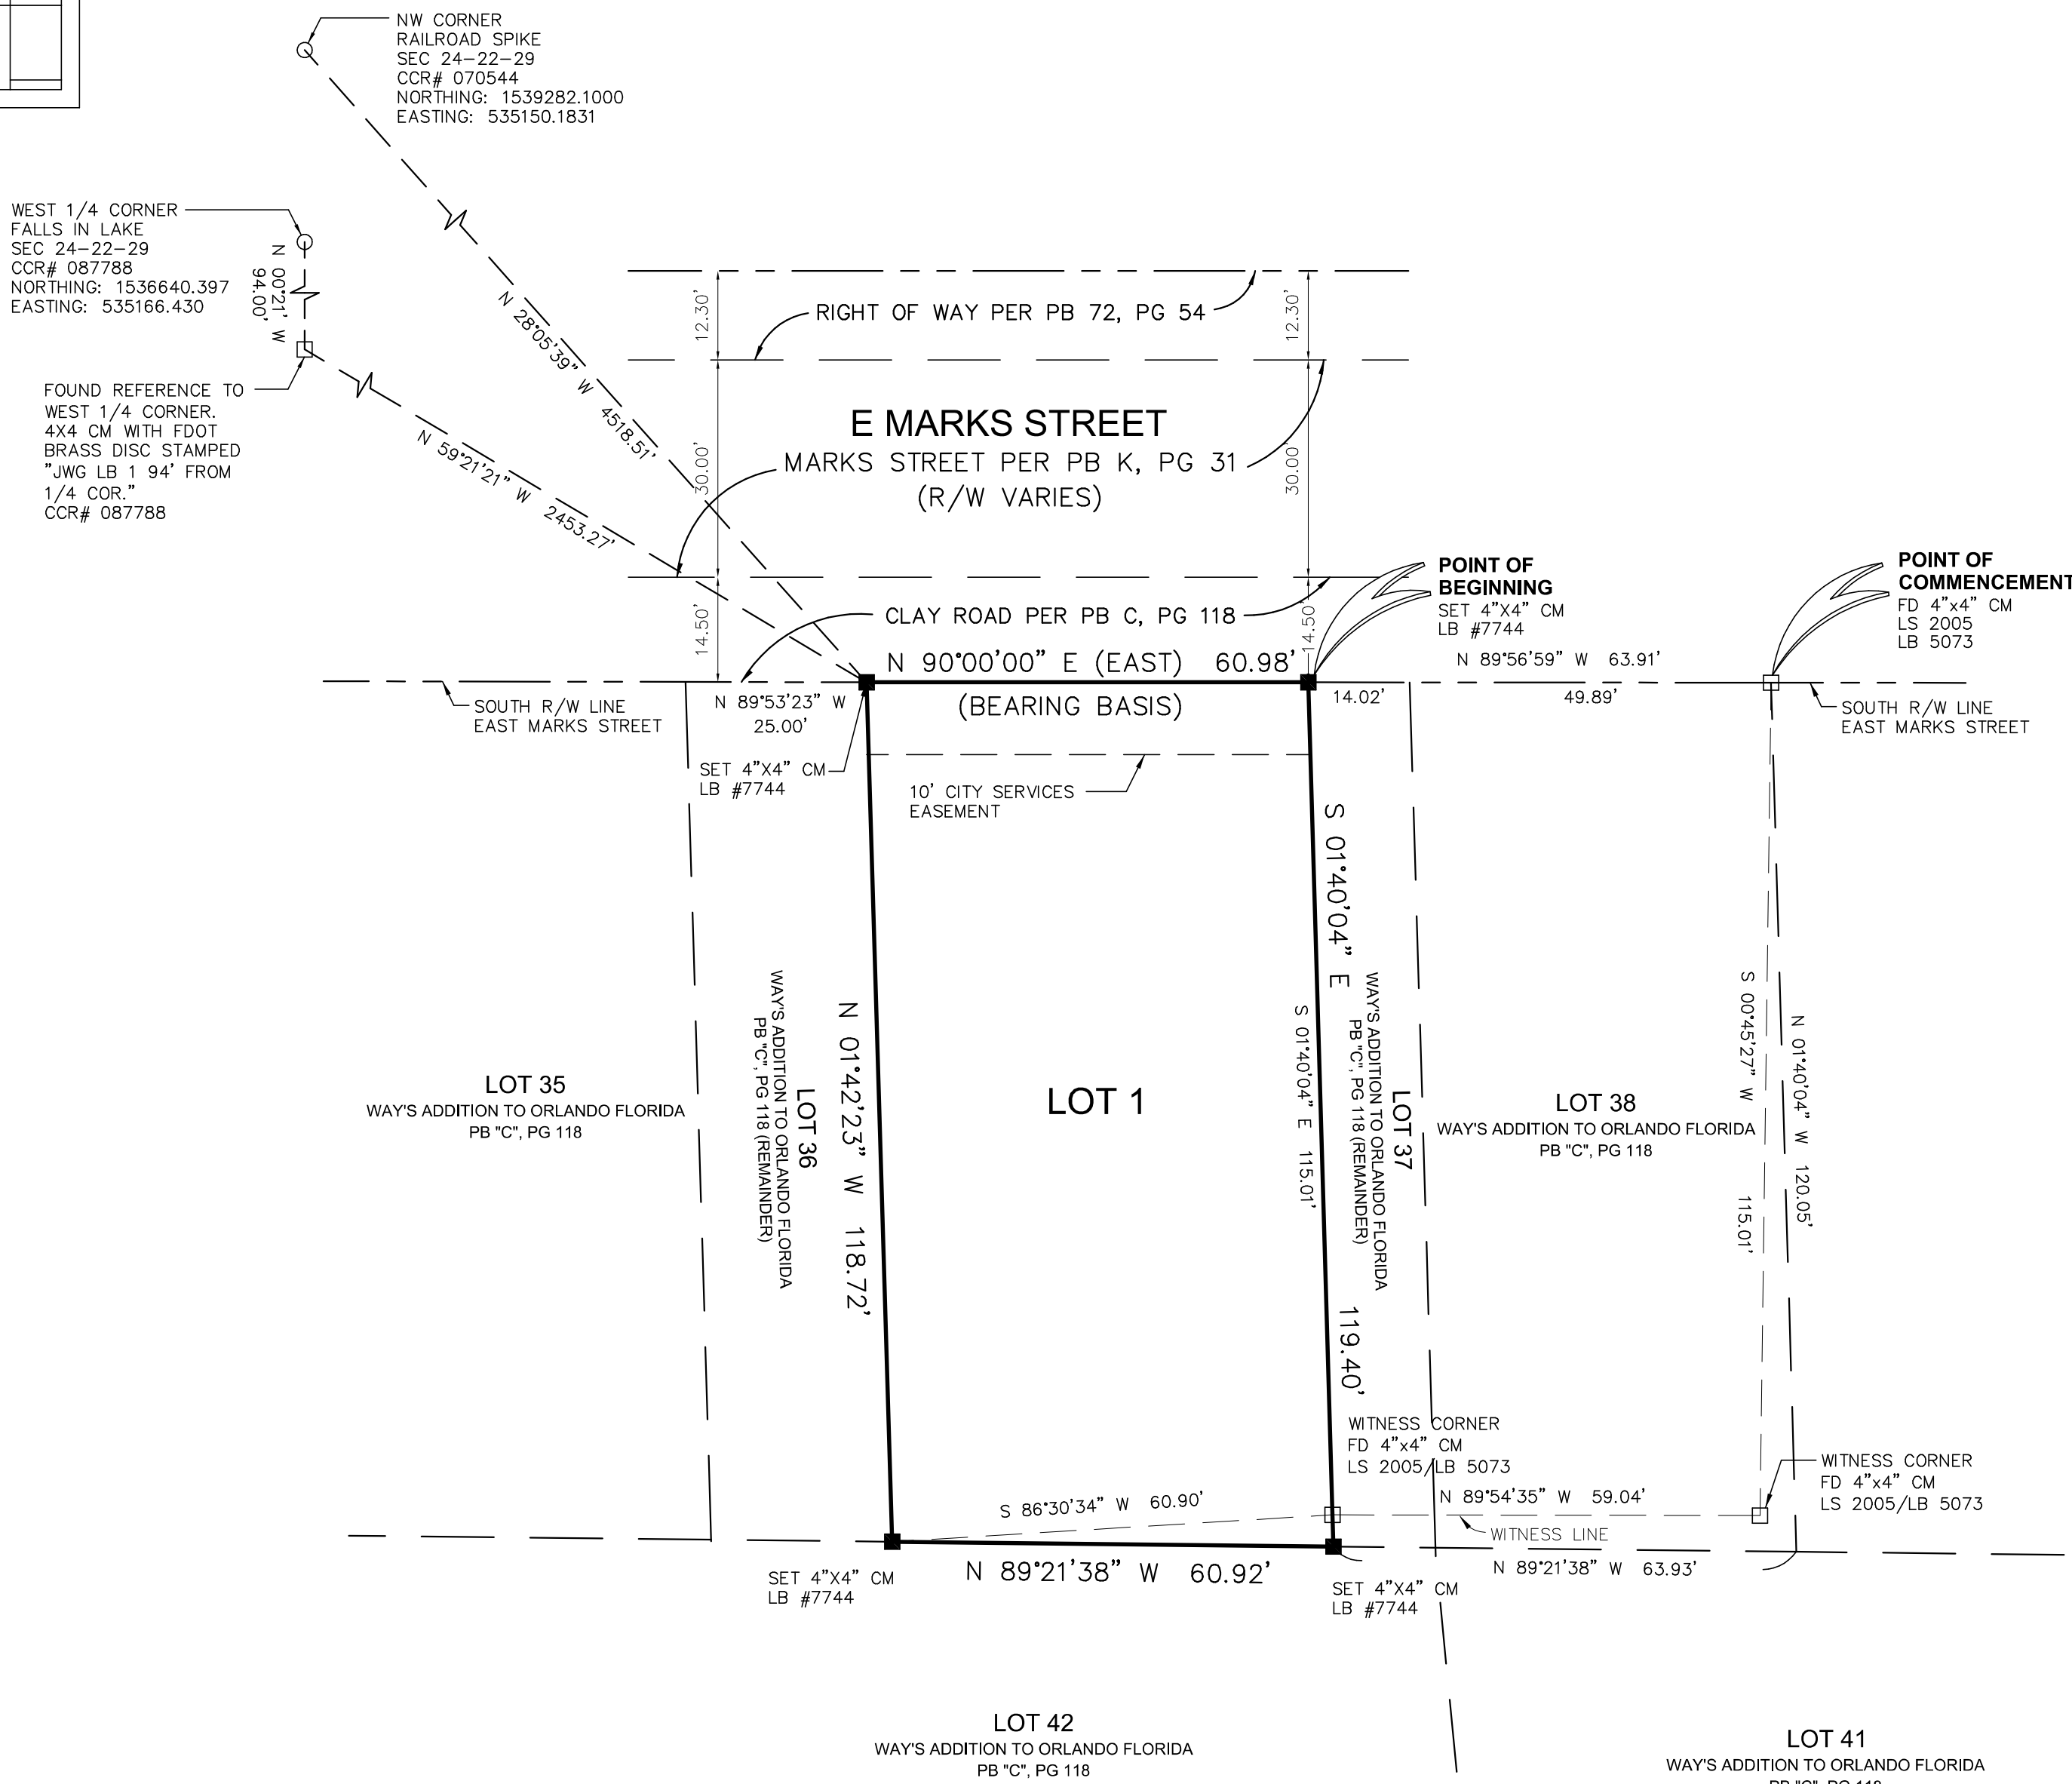 NW CORNER
RAILROAD SPIKE
SEC 24-22-29
CCR# 070544
NORTHING: 1539282.1000
EASTING: 535150.1831
WEST 1/4 CORNER
FALLS IN LAKE
SEC 24-22-29
CCR# 087788
NORTHING: 1536640.397
EASTING: 535166.430
N 00°21' W
94.00'
FOUND REFERENCE TO
WEST 1/4 CORNER.
4X4 CM WITH FDOT
BRASS DISC STAMPED
"JWG LB 1 94' FROM
1/4 COR."
CCR# 087788
N 28°05'39" W 4518.51'
N 59°21'21" W 2453.27'
12.30'
12.30'
RIGHT OF WAY PER PB 72, PG 54
30.00'
30.00'
E MARKS STREET
MARKS STREET PER PB K, PG 31
(R/W VARIES)
14.50'
14.50'
CLAY ROAD PER PB C, PG 118
N 90°00'00" E (EAST) 60.98'
(BEARING BASIS)
POINT OF
BEGINNING
SET 4"X4" CM
LB #7744
POINT OF
COMMENCEMENT
FD 4"x4" CM
LS 2005
LB 5073
N 89°56'59" W 63.91'
14.02'
49.89'
SOUTH R/W LINE
EAST MARKS STREET
N 89°53'23" W
25.00'
SOUTH R/W LINE
EAST MARKS STREET
SET 4"X4" CM
LB #7744
10' CITY SERVICES
EASEMENT
LOT 35
WAY'S ADDITION TO ORLANDO FLORIDA
PB "C", PG 118
LOT 36
WAY'S ADDITION TO ORLANDO FLORIDA
PB "C", PG 118 (REMAINDER)
N 01°42'23" W 118.72'
LOT 1
S 01°40'04" E 115.01'
S 01°40'04" E 119.40'
LOT 37
WAY'S ADDITION TO ORLANDO FLORIDA
PB "C", PG 118 (REMAINDER)
LOT 38
WAY'S ADDITION TO ORLANDO FLORIDA
PB "C", PG 118
S 00°45'27" W 115.01'
N 01°40'04" W 120.05'
WITNESS CORNER
FD 4"x4" CM
LS 2005/LB 5073
WITNESS CORNER
FD 4"x4" CM
LS 2005/LB 5073
S 86°30'34" W 60.90'
N 89°54'35" W 59.04'
WITNESS LINE
N 89°21'38" W 60.92'
N 89°21'38" W 63.93'
SET 4"X4" CM
LB #7744
SET 4"X4" CM
LB #7744
LOT 42
WAY'S ADDITION TO ORLANDO FLORIDA
PB "C", PG 118
LOT 41
WAY'S ADDITION TO ORLANDO FLORIDA
PB "C", PG 118